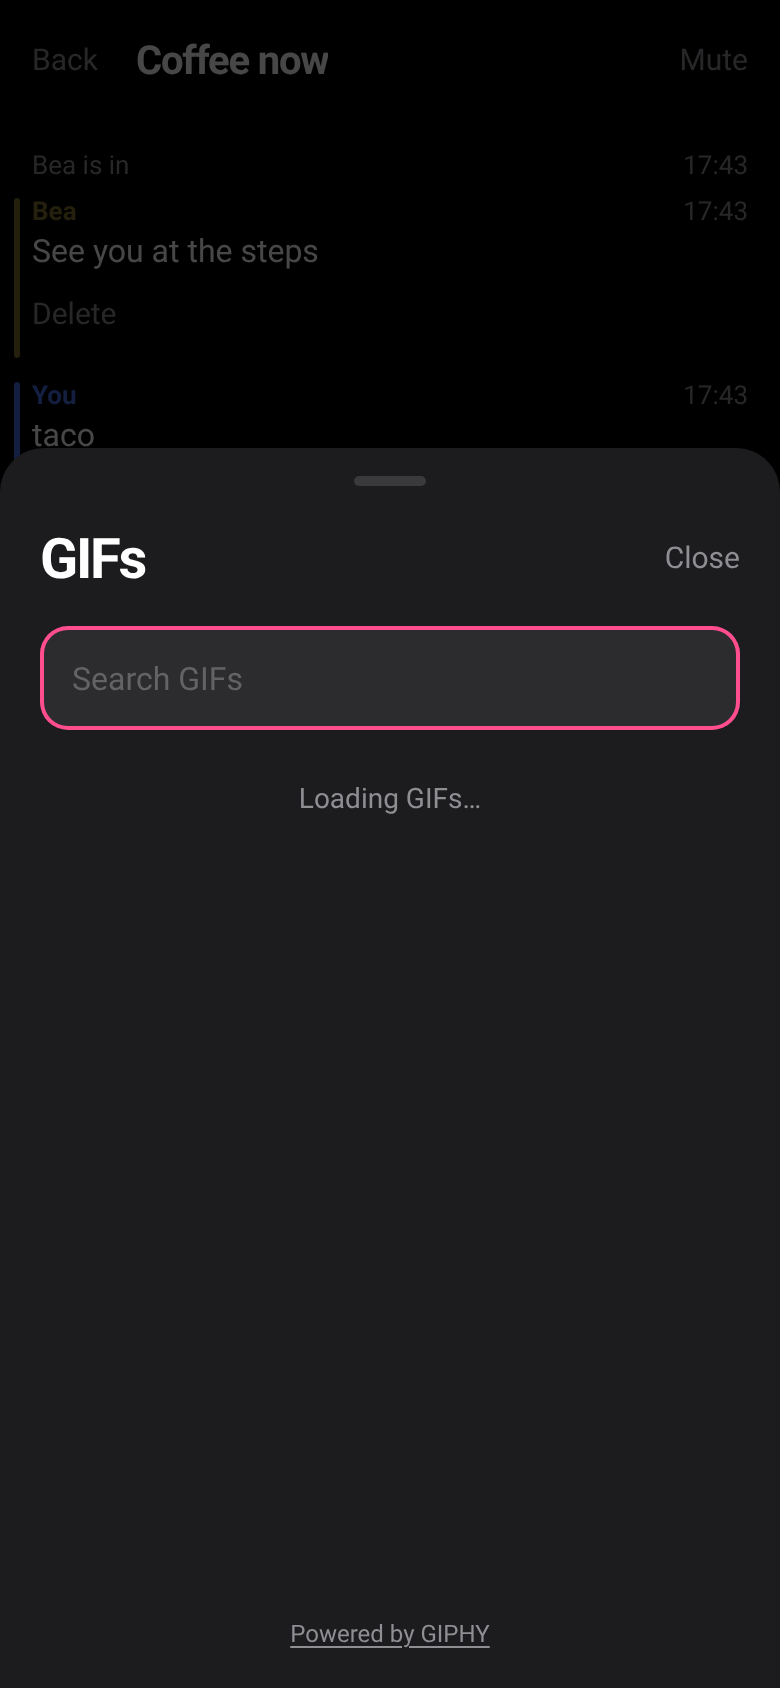 Back Coffee now Mute
Bea is in 17:43
Bea 17:43
See you at the steps
Delete
You 17:43
taco
GIFs Close
Search GIFs
Loading GIFs…
Powered by GIPHY